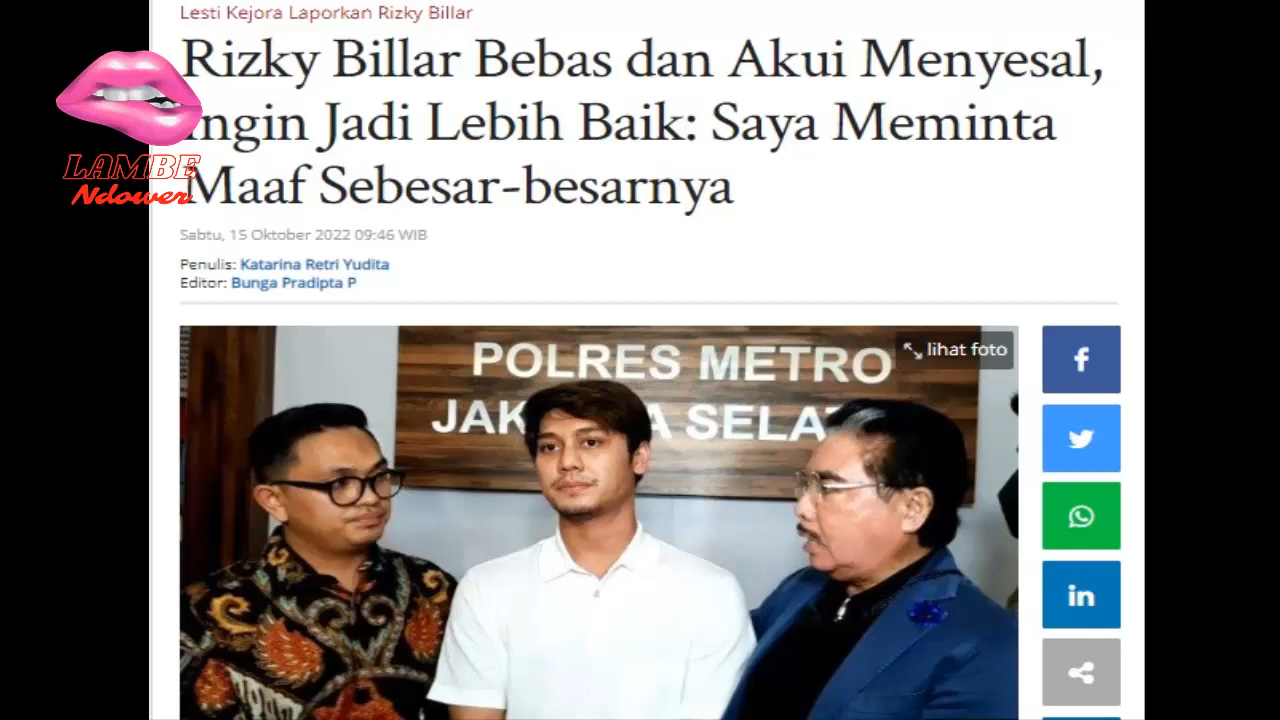 Lesti Kejora Laporkan Rizky Billar
Rizky Billar Bebas dan Akui Menyesal,
Ingin Jadi Lebih Baik: Saya Meminta
Maaf Sebesar-besarnya
LAMBE
Ndower
Sabtu, 15 Oktober 2022 09:46 WIB
Penulis: Katarina Retri Yudita
Editor: Bunga Pradipta P
lihat foto
POLRES METRO
JAK A SELAT